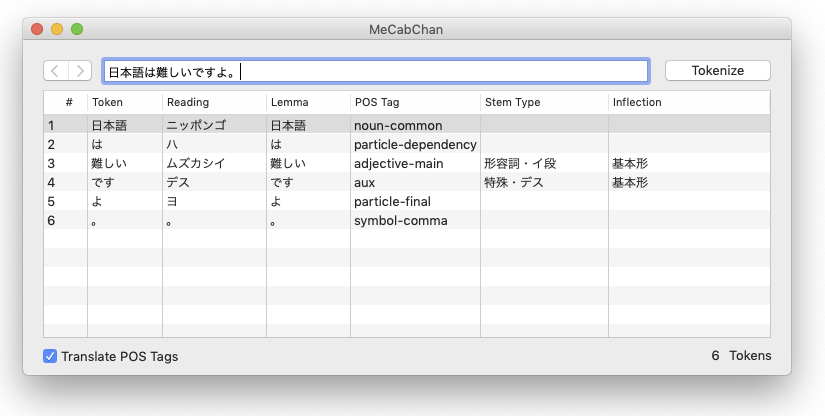 MeCabChan
日本語は難しいですよ。 Tokenize
# Token Reading Lemma POS Tag Stem Type Inflection
1 日本語 ニッポンゴ 日本語 noun-common
2 は ハ は particle-dependency
3 難しい ムズカシイ 難しい adjective-main 形容詞・イ段 基本形
4 です デス です aux 特殊・デス 基本形
5 よ ヨ よ particle-final
6 。 。 。 symbol-comma
Translate POS Tags 6 Tokens